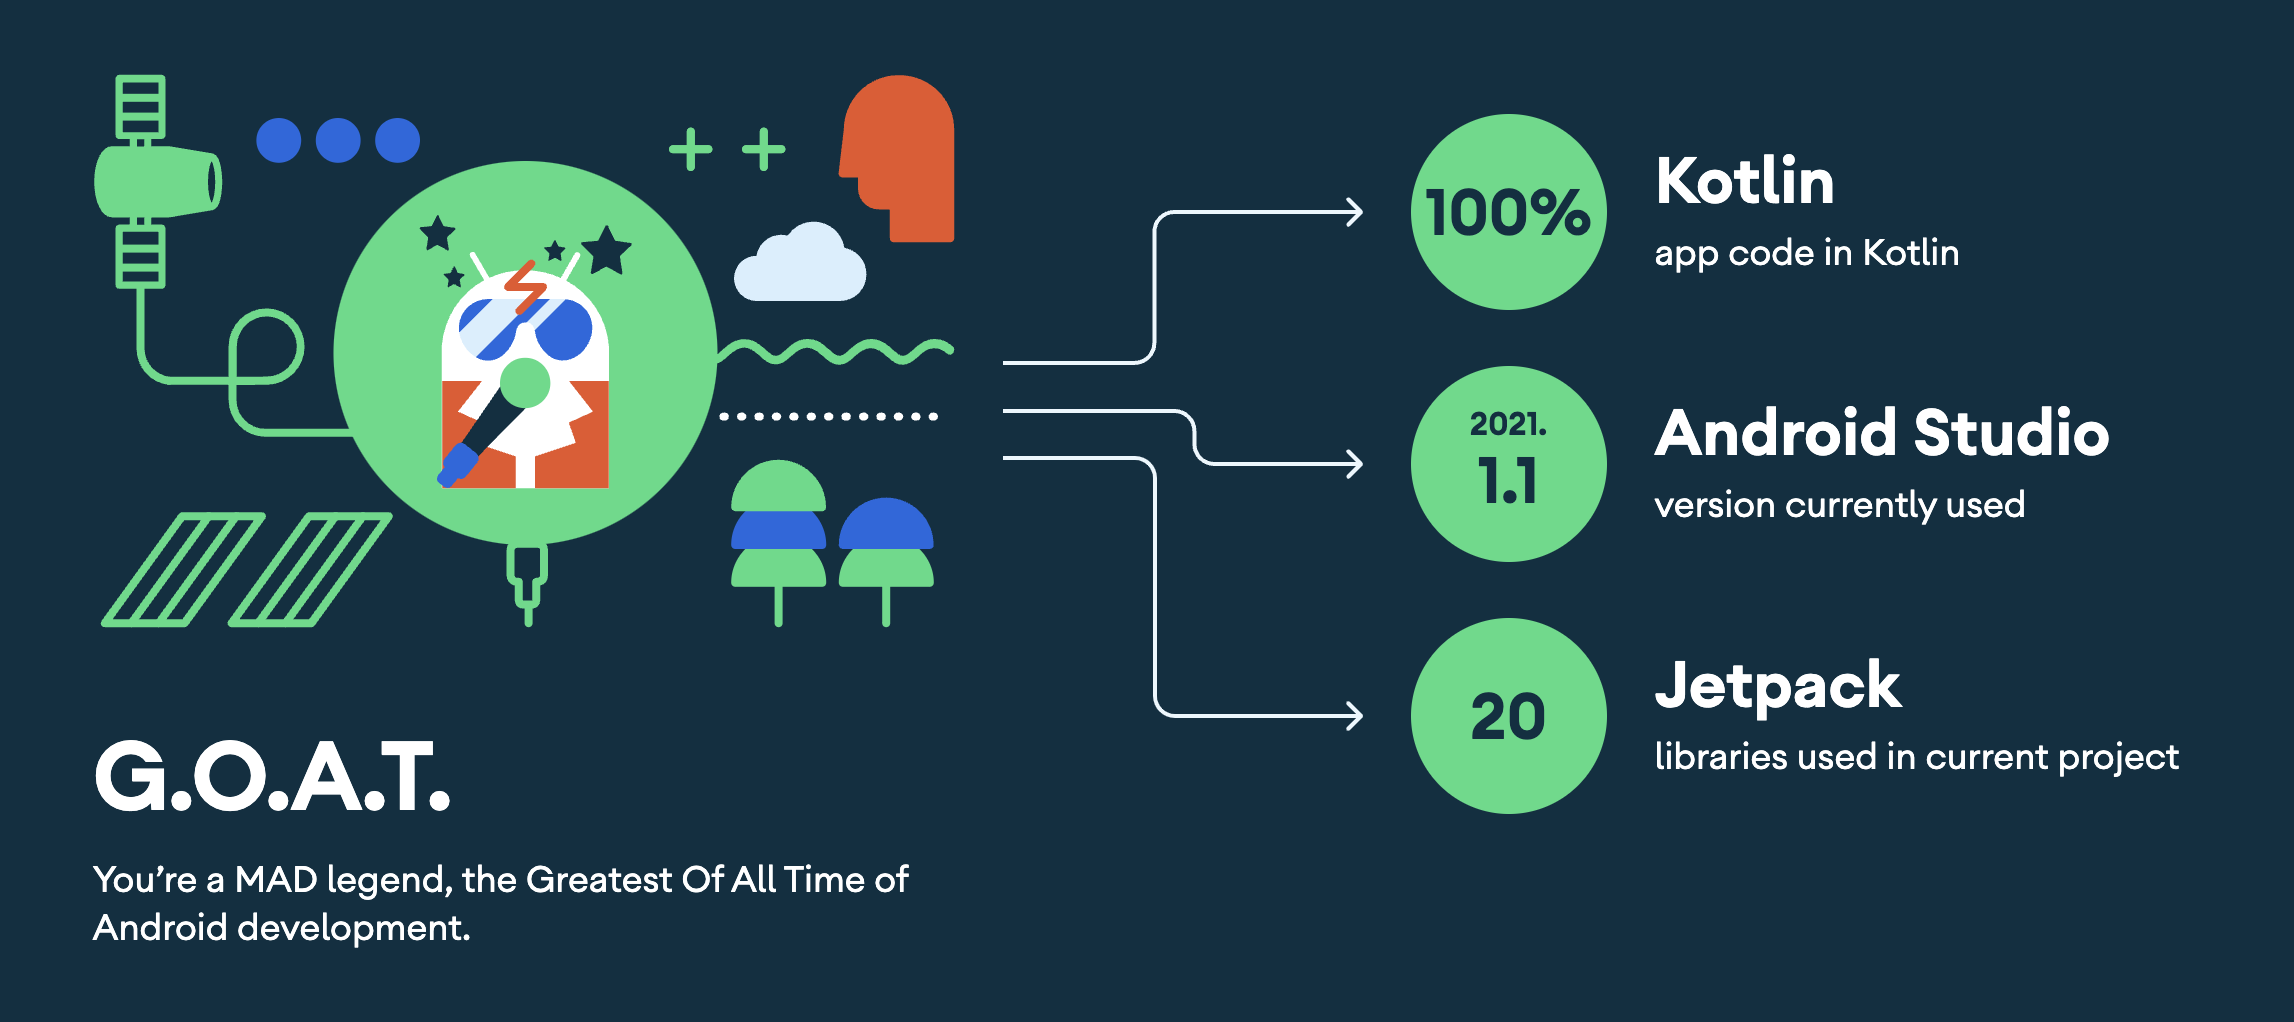 G.O.A.T.
You're a MAD legend, the Greatest Of All Time of
Android development.
100%
Kotlin
app code in Kotlin
2021.
1.1
Android Studio
version currently used
20
Jetpack
libraries used in current project